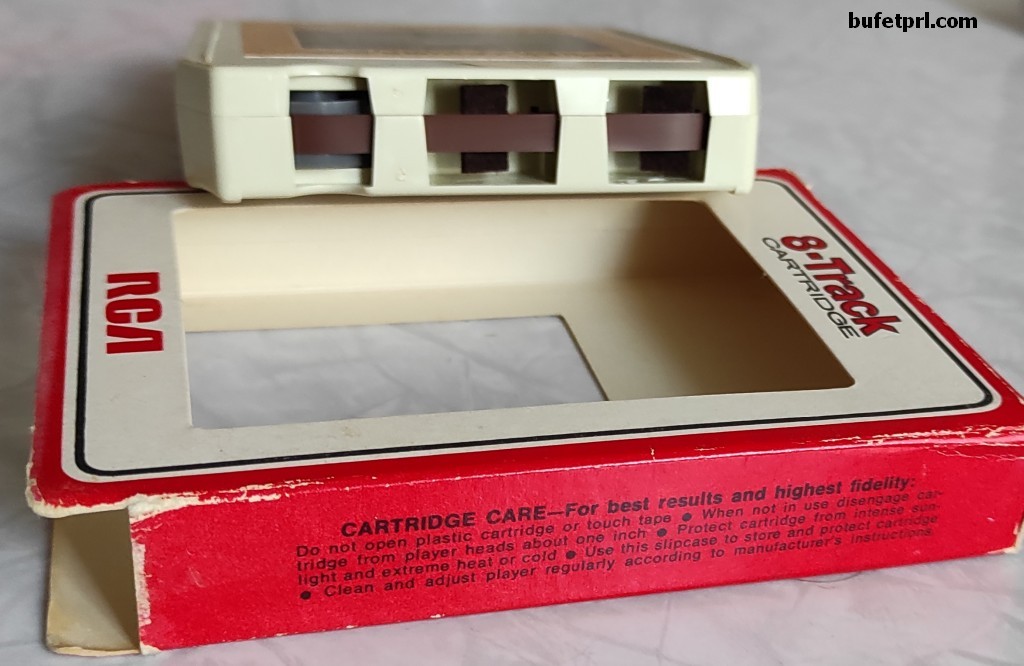 bufetprl.com
RCA
8·Track
CARTRIDGE
CARTRIDGE CARE—For best results and highest fidelity:
Do not open plastic cartridge or touch tape ● When not in use disengage car-
tridge from player heads about one inch ● Protect cartridge from intense sun-
light and extreme heat or cold ● Use this slipcase to store and protect cartridge
● Clean and adjust player regularly according to manufacturer's instructions.